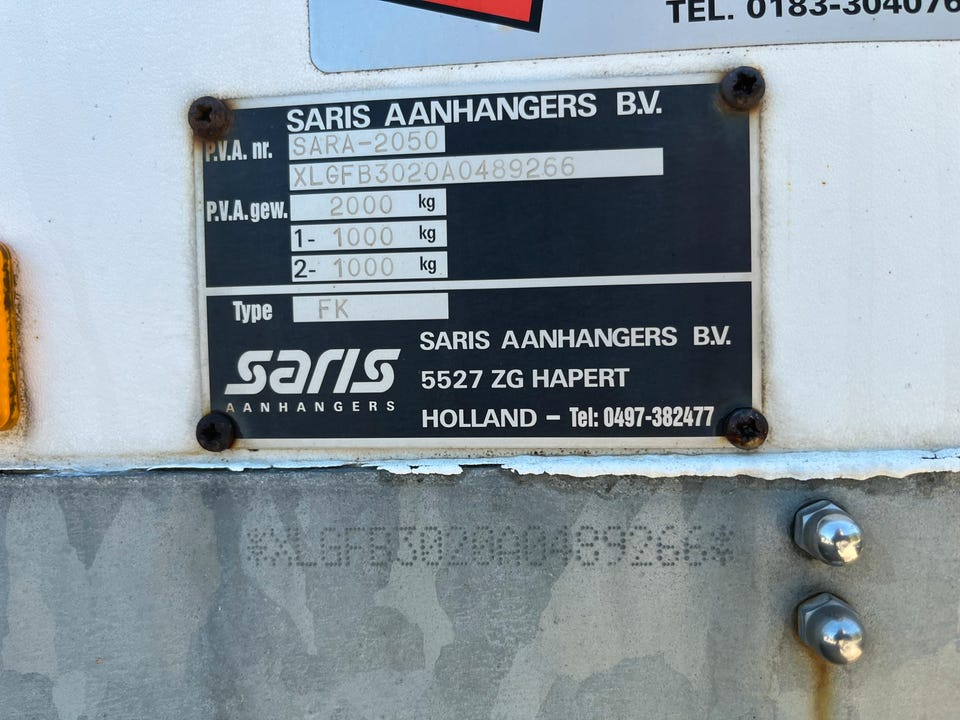 TEL. 0183-304076
SARIS AANHANGERS B.V.
P.V.A. nr. SARA-2050
XLGFB3020A0489266
P.V.A. gew. 2000 kg
1- 1000 kg
2- 1000 kg
Type FK
saris
AANHANGERS
SARIS AANHANGERS B.V.
5527 ZG HAPERT
HOLLAND – Tel: 0497-382477
*XLGFB3020A0489266*